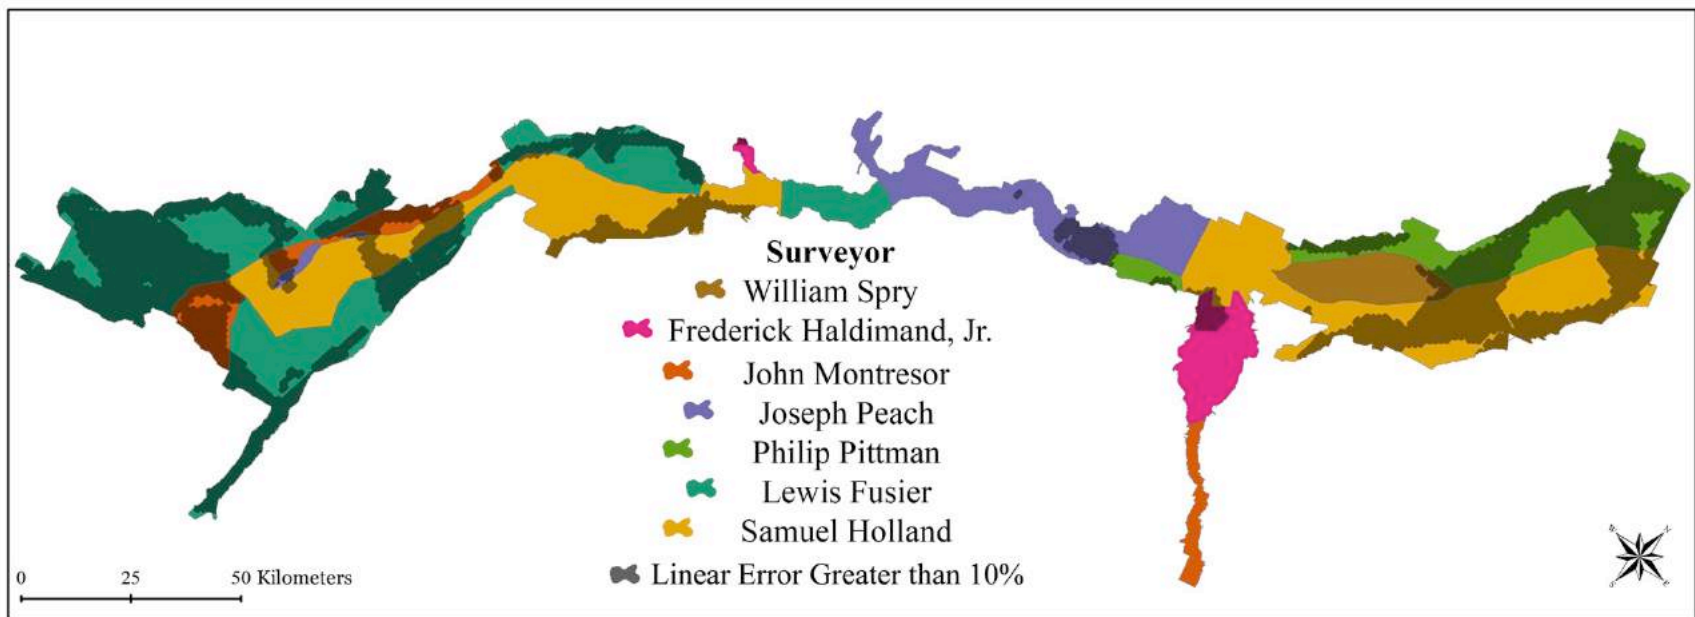 Surveyor
William Spry
Frederick Haldimand, Jr.
John Montresor
Joseph Peach
Philip Pittman
Lewis Fusier
Samuel Holland
Linear Error Greater than 10%
0 25 50 Kilometers
W N
S E